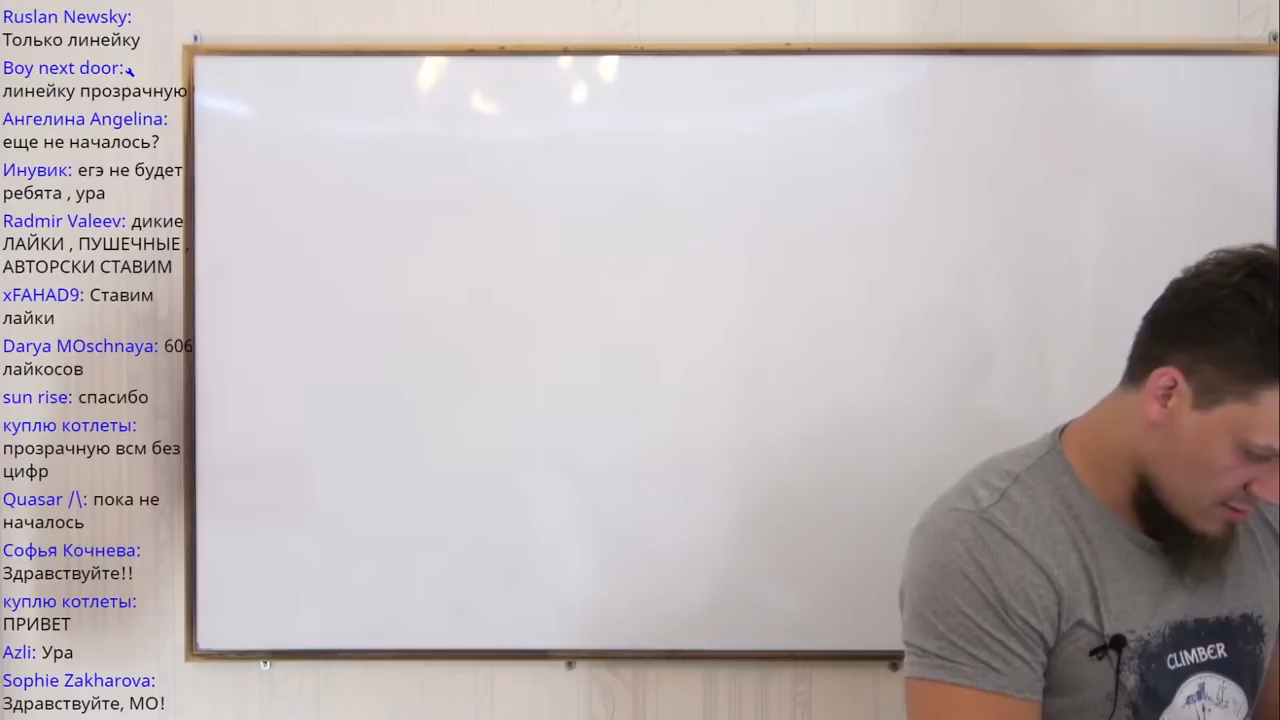 Ruslan Newsky:
Только линейку
Boy next door:
линейку прозрачную
Ангелина Angelina:
еще не началось?
Инувик: егэ не будет
ребята , ура
Radmir Valeev: дикие
ЛАЙКИ , ПУШЕЧНЫЕ ,
АВТОРСКИ СТАВИМ
xFAHAD9: Ставим
лайки
Darya MOschnaya: 606
лайкосов
sun rise: спасибо
куплю котлеты:
прозрачную всм без
цифр
Quasar /\: пока не
началось
Софья Кочнева:
Здравствуйте!!
куплю котлеты:
ПРИВЕТ
Azli: Ура
Sophie Zakharova:
Здравствуйте, МО!
CLIMBER